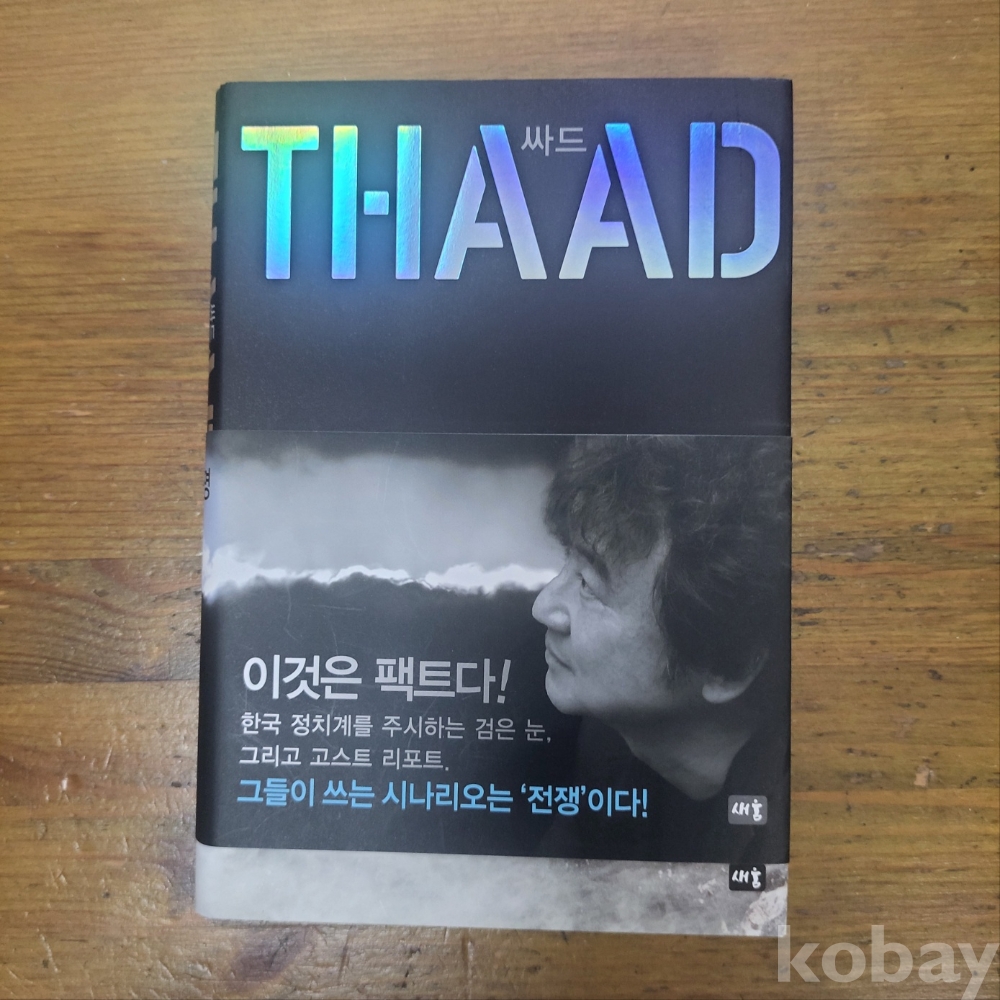 싸드
THAAD
이것은 팩트다!
한국 정치계를 주시하는 검은 눈,
그리고 고스트 리포트.
그들이 쓰는 시나리오는 ‘전쟁’이다!
새움
새움
kobay